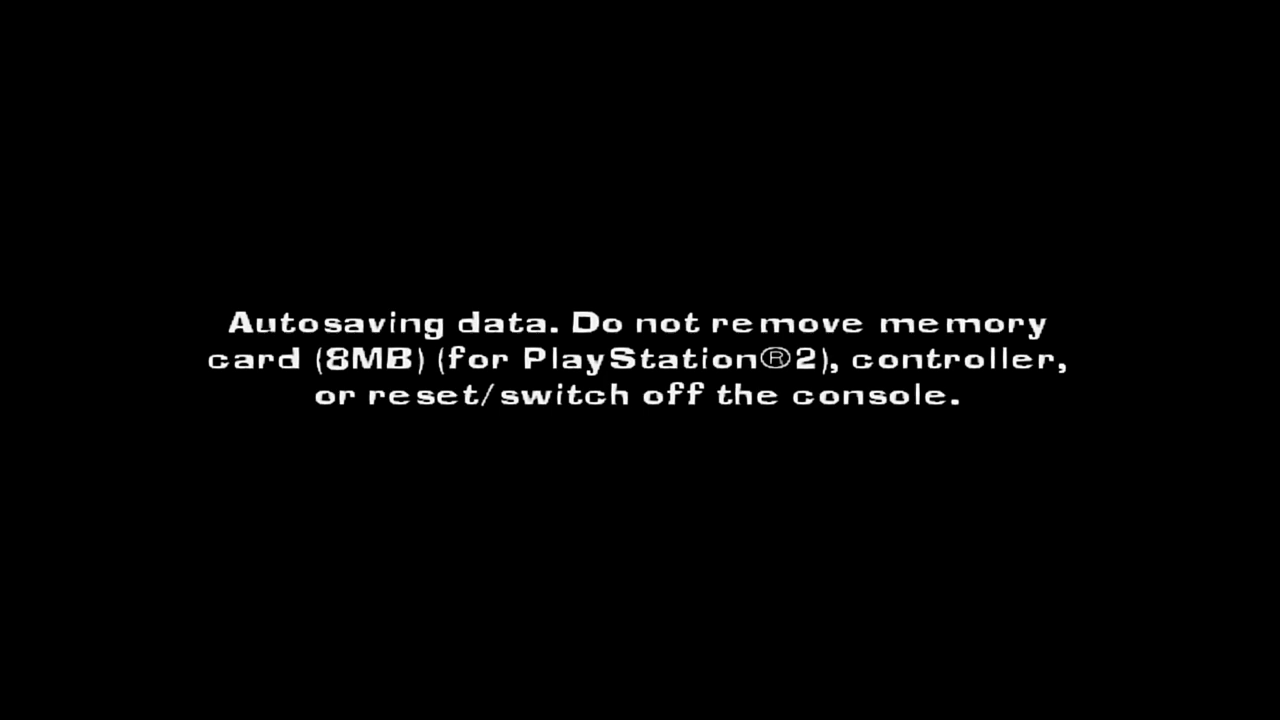 Autosaving data. Do not remove memory
card (8MB) (for PlayStation®2), controller,
or reset/switch off the console.